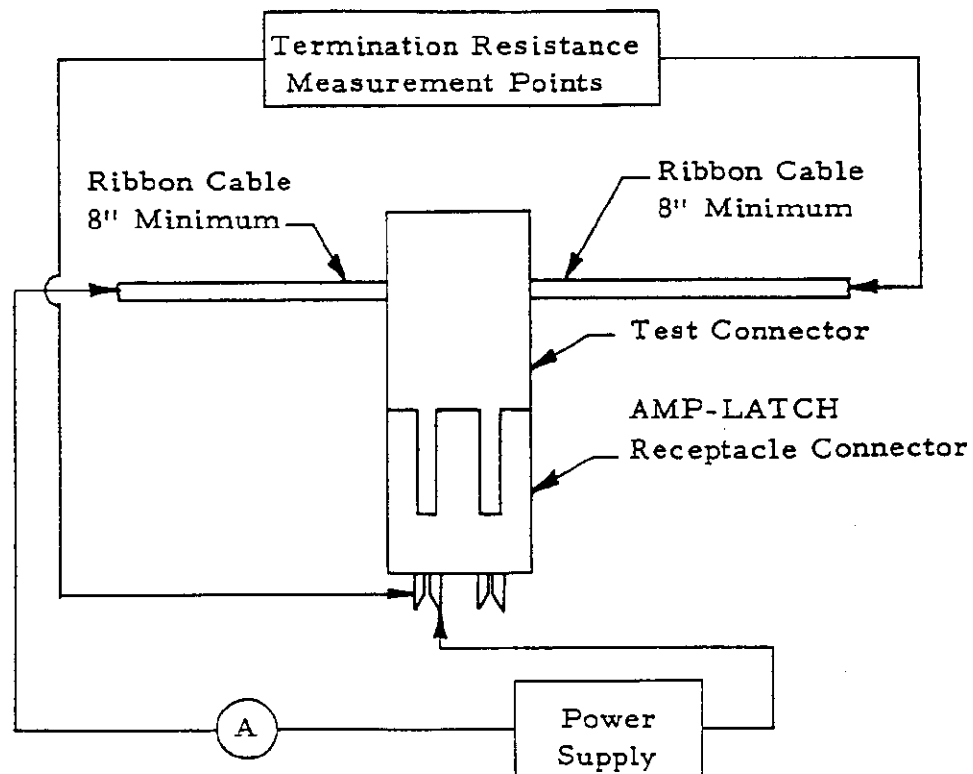 Termination Resistance
Measurement Points
Ribbon Cable
8" Minimum
Ribbon Cable
8" Minimum
Test Connector
AMP-LATCH
Receptacle Connector
A
Power
Supply